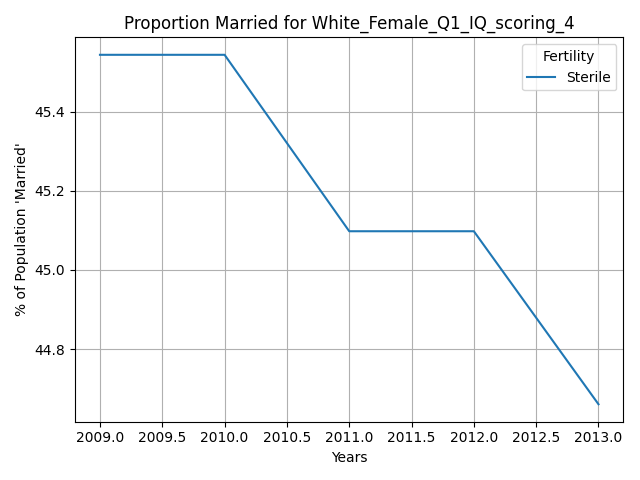 Proportion Married for White_Female_Q1_IQ_scoring_4
Fertility
Sterile
% of Population 'Married'
45.4
45.2
45.0
44.8
2009.0 2009.5 2010.0 2010.5 2011.0 2011.5 2012.0 2012.5 2013.0
Years